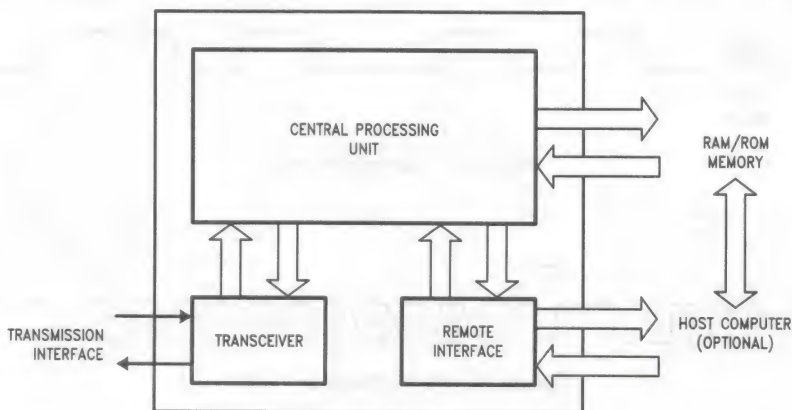 CENTRAL PROCESSING
UNIT
RAM/ROM
MEMORY
TRANSMISSION
INTERFACE
TRANSCEIVER
REMOTE
INTERFACE
HOST COMPUTER
(OPTIONAL)